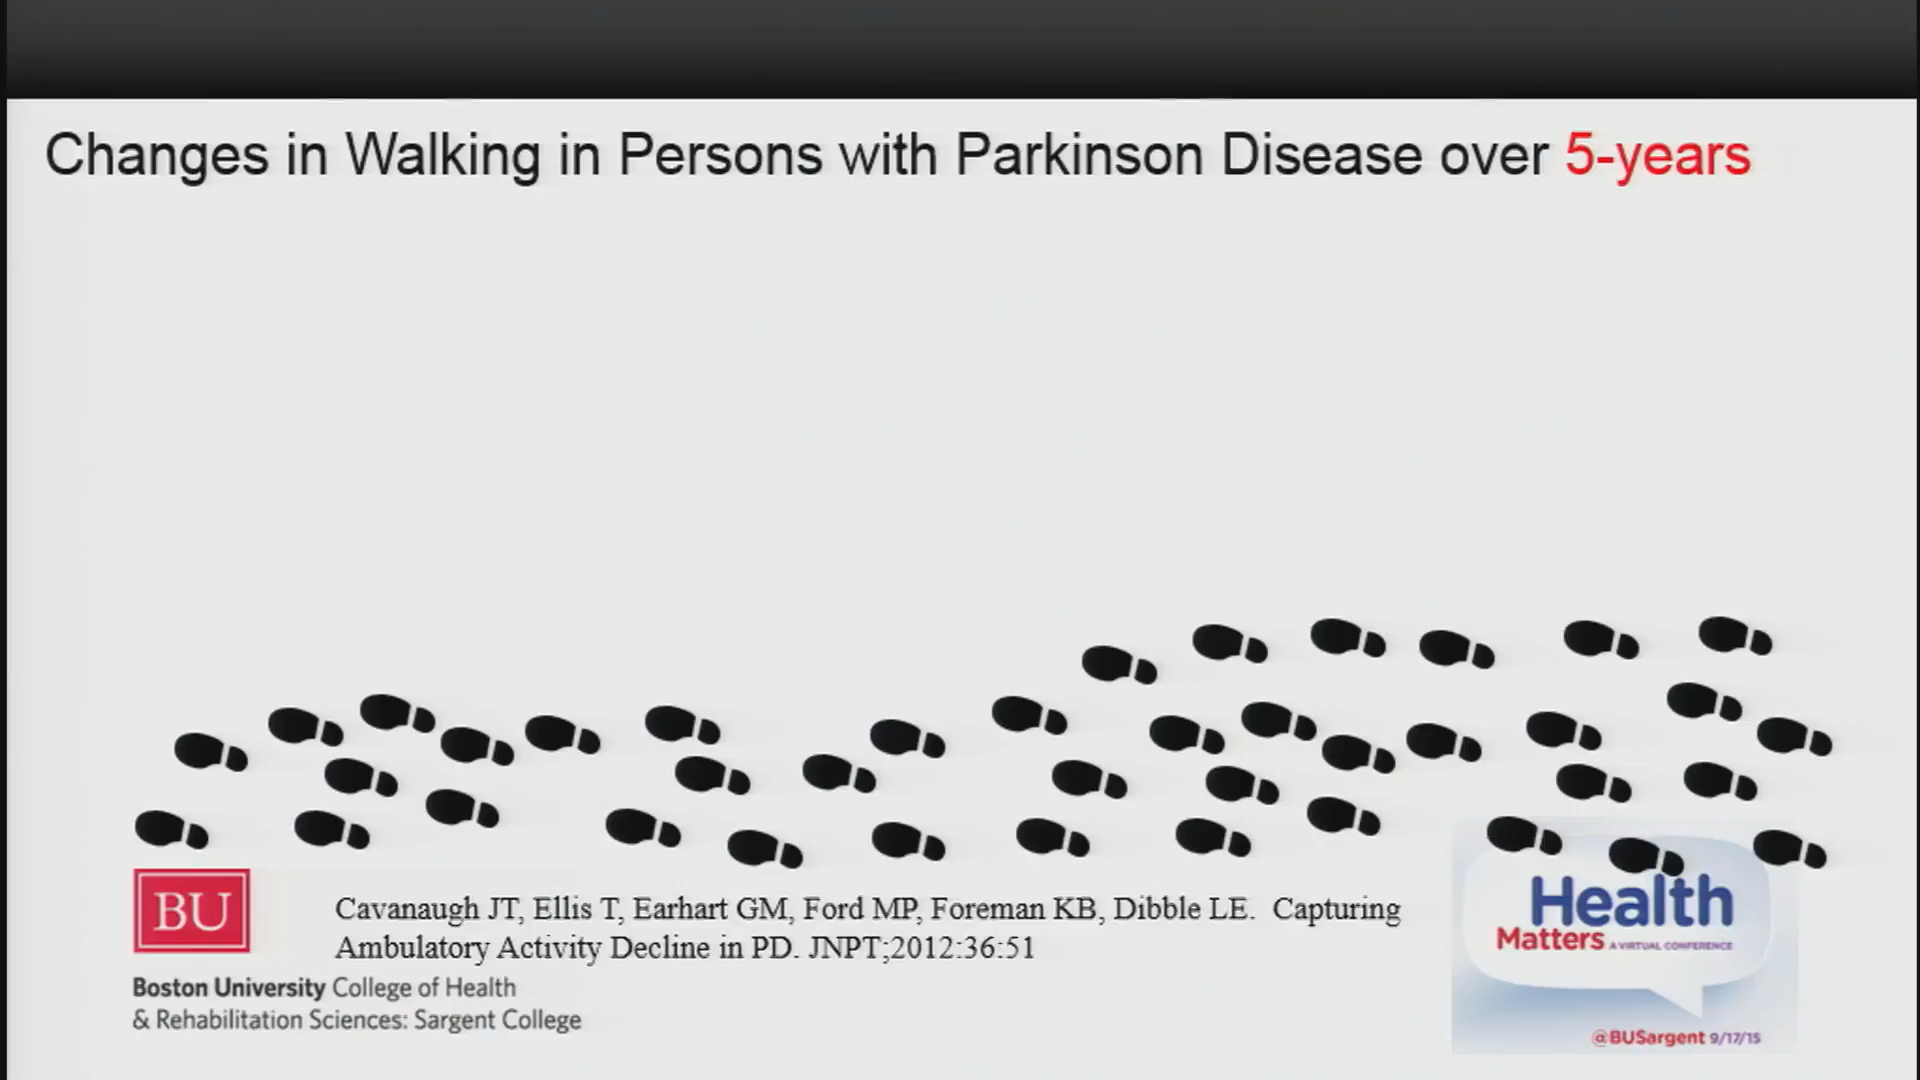 Changes in Walking in Persons with Parkinson Disease over 5-years
BU
Cavanaugh JT, Ellis T, Earhart GM, Ford MP, Foreman KB, Dibble LE.  Capturing
Ambulatory Activity Decline in PD. JNPT;2012:36:51
Boston University College of Health
& Rehabilitation Sciences: Sargent College
Health
Matters A VIRTUAL CONFERENCE
@BUSargent 9/17/15